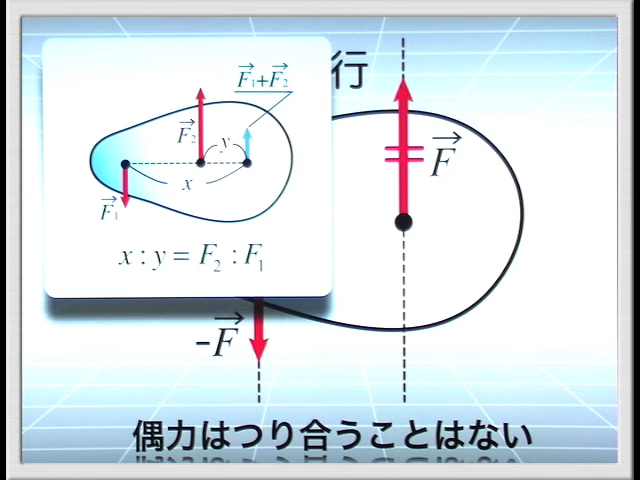 行
F₁+F₂
F₂
y
x
F₁
x : y = F₂ : F₁
F
-F
偶力はつり合うことはない